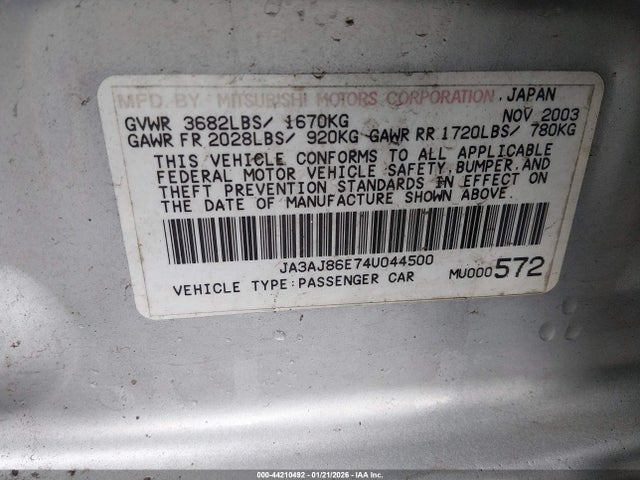 MFD BY MITSUBISHI MOTORS CORPORATION, JAPAN
GVWR 3682LBS/ 1670KG NOV 2003
GAWR FR 2028LBS/ 920KG GAWR RR 1720LBS/ 780KG
THIS VEHICLE CONFORMS TO ALL APPLICABLE
FEDERAL MOTOR VEHICLE SAFETY,BUMPER,AND
THEFT PREVENTION STANDARDS IN EFFECT ON
THE DATE OF MANUFACTURE SHOWN ABOVE.
JA3AJ86E74U044500
VEHICLE TYPE:PASSENGER CAR MU000572
000-44210492 - 01/21/2026 - IAA Inc.